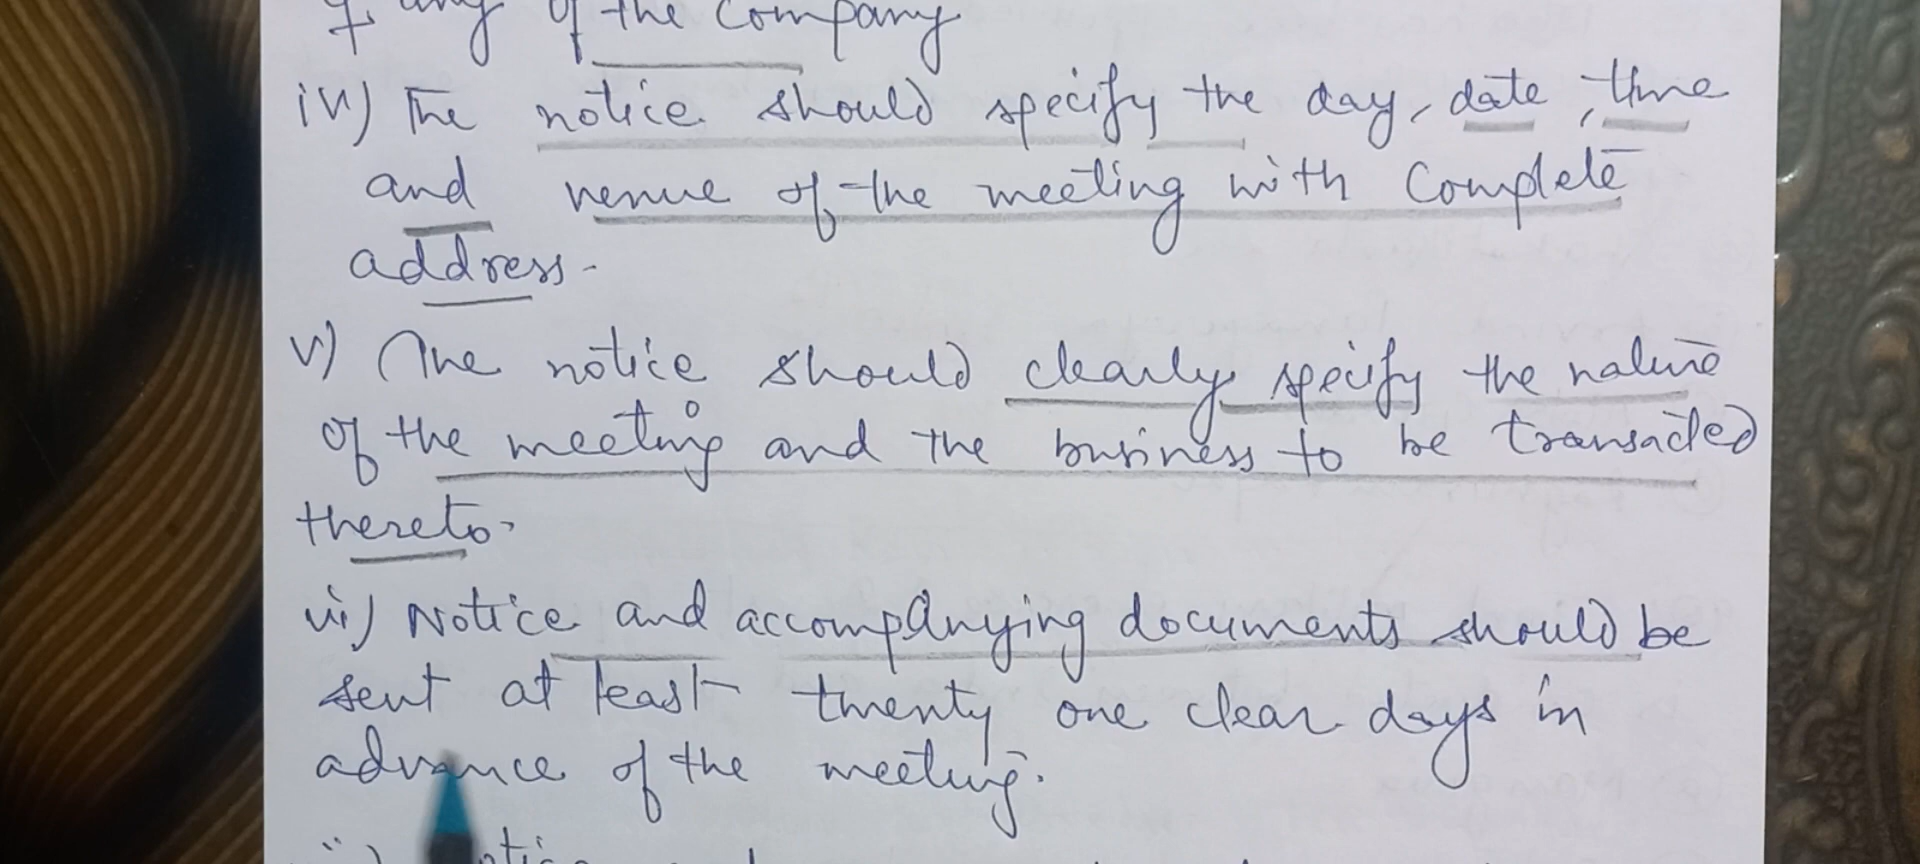 if any of the Company
iv) The notice should specify the day, date, time
and venue of the meeting with Complete
address.
v) The notice should clearly specify the nature
of the meeting and the business to be transacted
thereto.
vi) Notice and accompanying documents should be
sent at least twenty one clear days in
advance of the meeting.